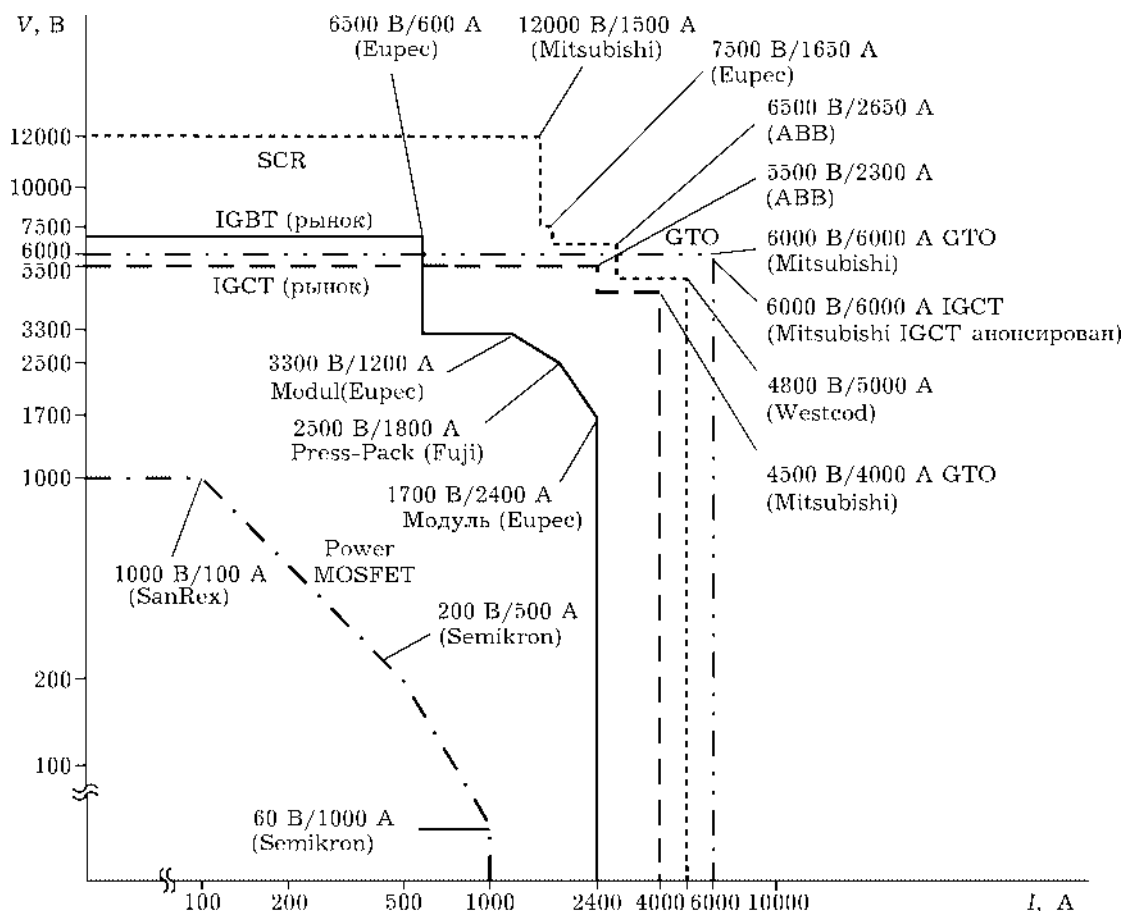 V, В
6500 В/600 А
(Eupec)
12000 В/1500 А
(Mitsubishi)
7500 В/1650 А
(Eupec)
6500 В/2650 А
(ABB)
5500 В/2300 А
(ABB)
6000 В/6000 А GTO
(Mitsubishi)
6000 В/6000 А IGCT
(Mitsubishi IGCT анонсирован)
4800 В/5000 А
(Westcod)
4500 В/4000 А GTO
(Mitsubishi)
12000
10000
7500
6000
5500
3300
2500
1700
1000
200
100
SCR
IGBT (рынок)
GTO
IGCT (рынок)
3300 В/1200 А
Modul(Eupec)
2500 В/1800 А
Press-Pack (Fuji)
1700 В/2400 А
Модуль (Eupec)
1000 В/100 А
(SanRex)
Power
MOSFET
200 В/500 А
(Semikron)
60 В/1000 А
(Semikron)
100 200 500 1000 2400 4000 6000 10000 I, А